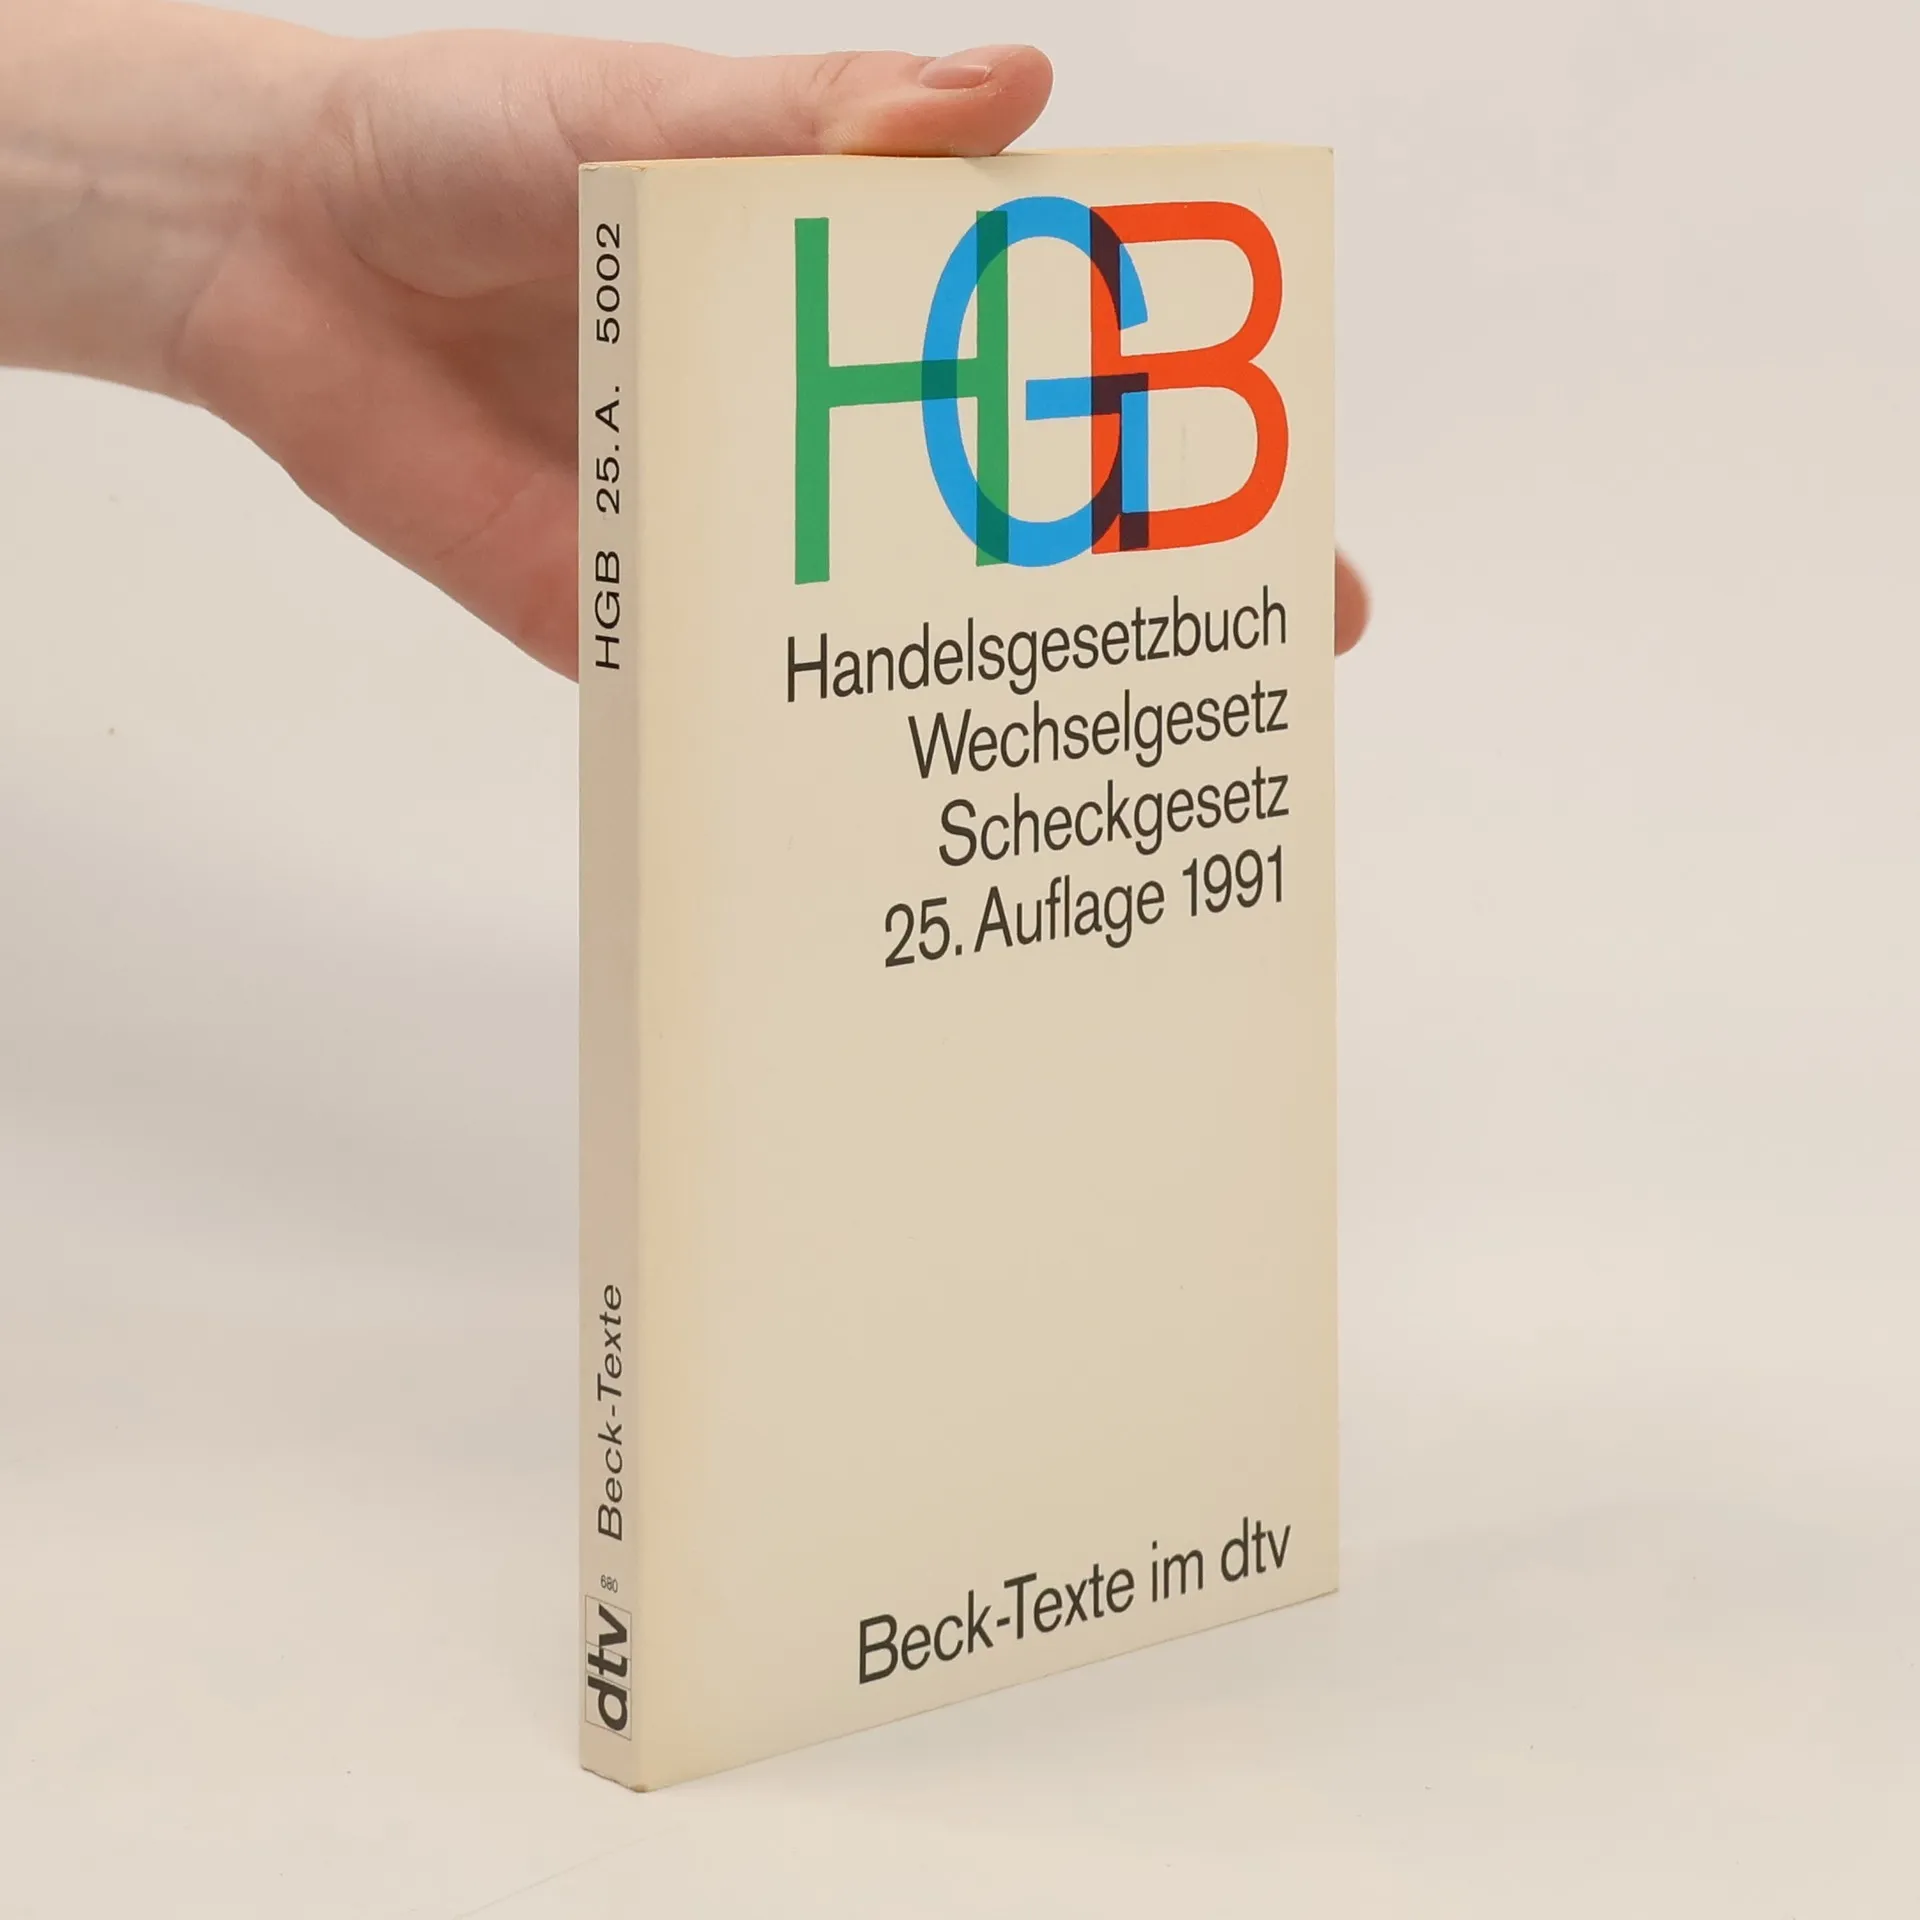 HGB
Handelsgesetzbuch
Wechselgesetz
Scheckgesetz
25. Auflage 1991
Beck-Texte im dtv
HGB 25. A. 5002
Beck-Texte
680
dtv